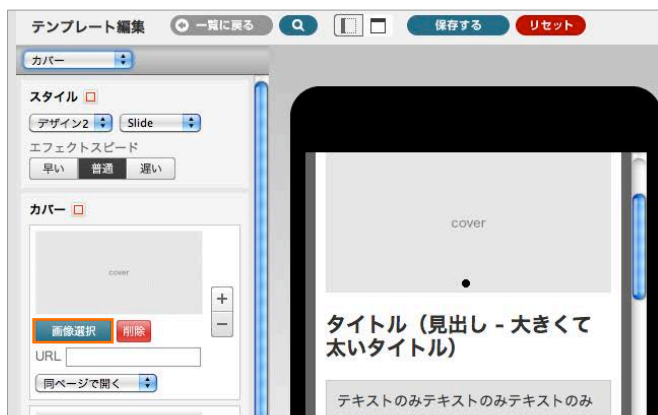 テンプレート編集
一覧に戻る
保存する
リセット
カバー
スタイル
デザイン2
Slide
エフェクトスピード
早い
普通
遅い
カバー
cover
+
−
画像選択
削除
URL
同ページで開く
cover
タイトル（見出し - 大きくて
太いタイトル）
テキストのみテキストのみテキストのみ